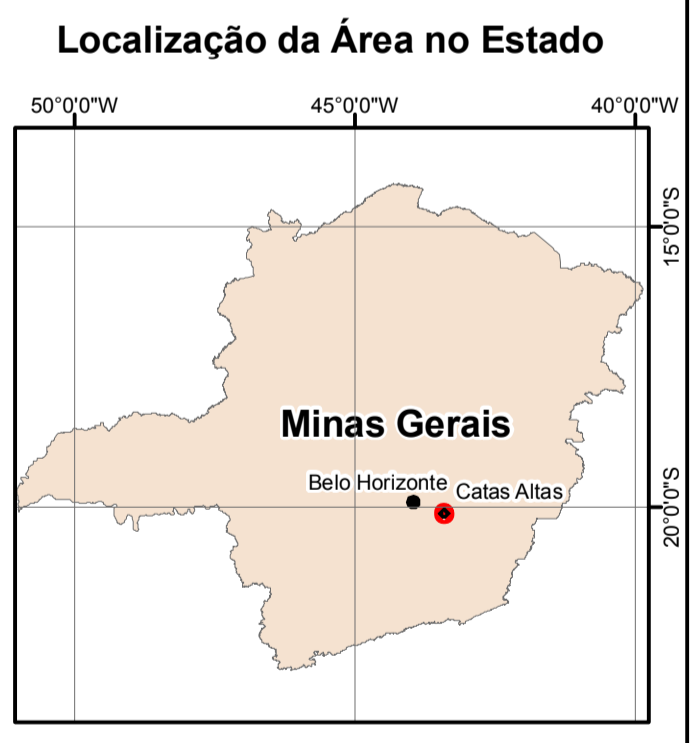 Localização da Área no Estado
50°0'0"W 45°0'0"W 40°0'0"W
15°0'0"S
Minas Gerais
Belo Horizonte
Catas Altas
20°0'0"S